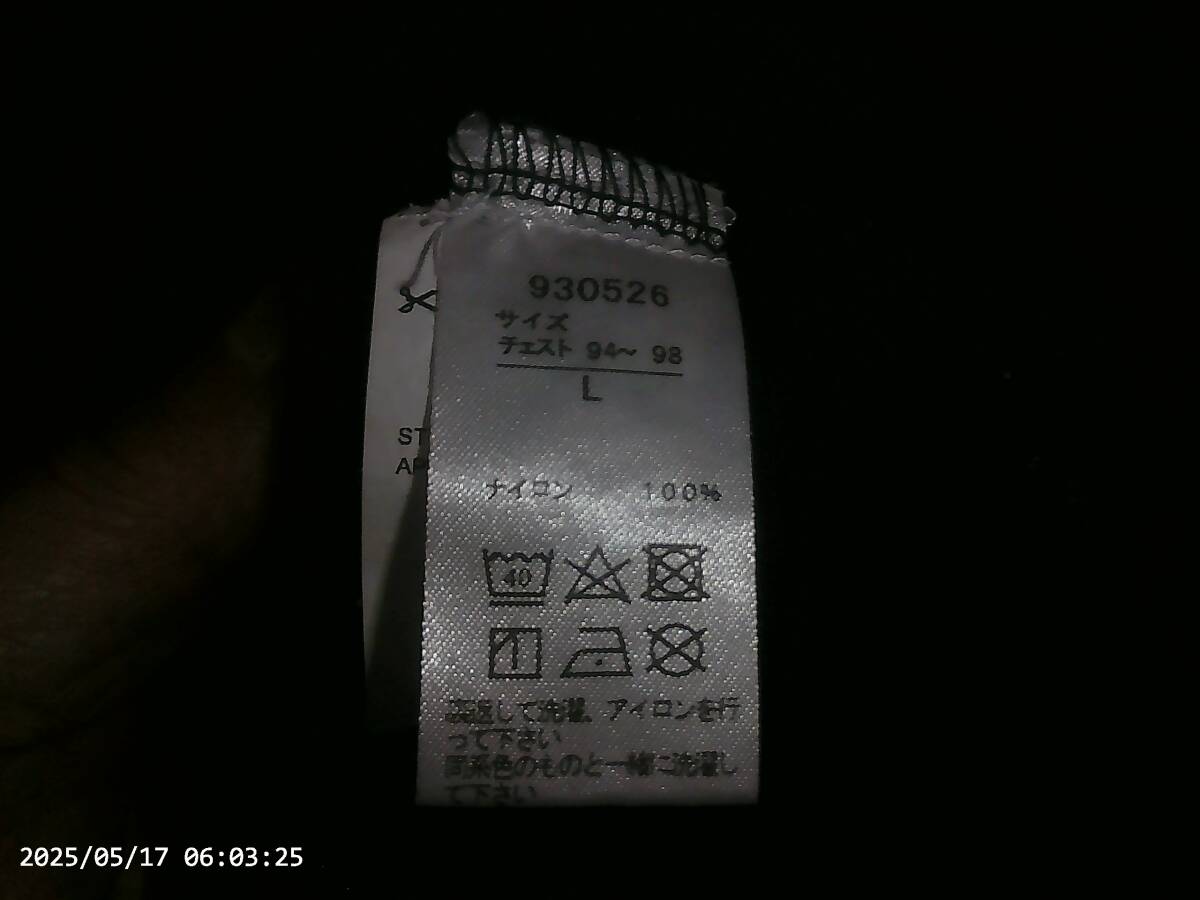 930526
サイズ
チェスト 94～ 98
L
ST
AP
ナイロン 100%
40
裏返して洗濯、アイロンを行
って下さい
同系色のものと一緒に洗濯し
て下さい
2025/05/17 06:03:25